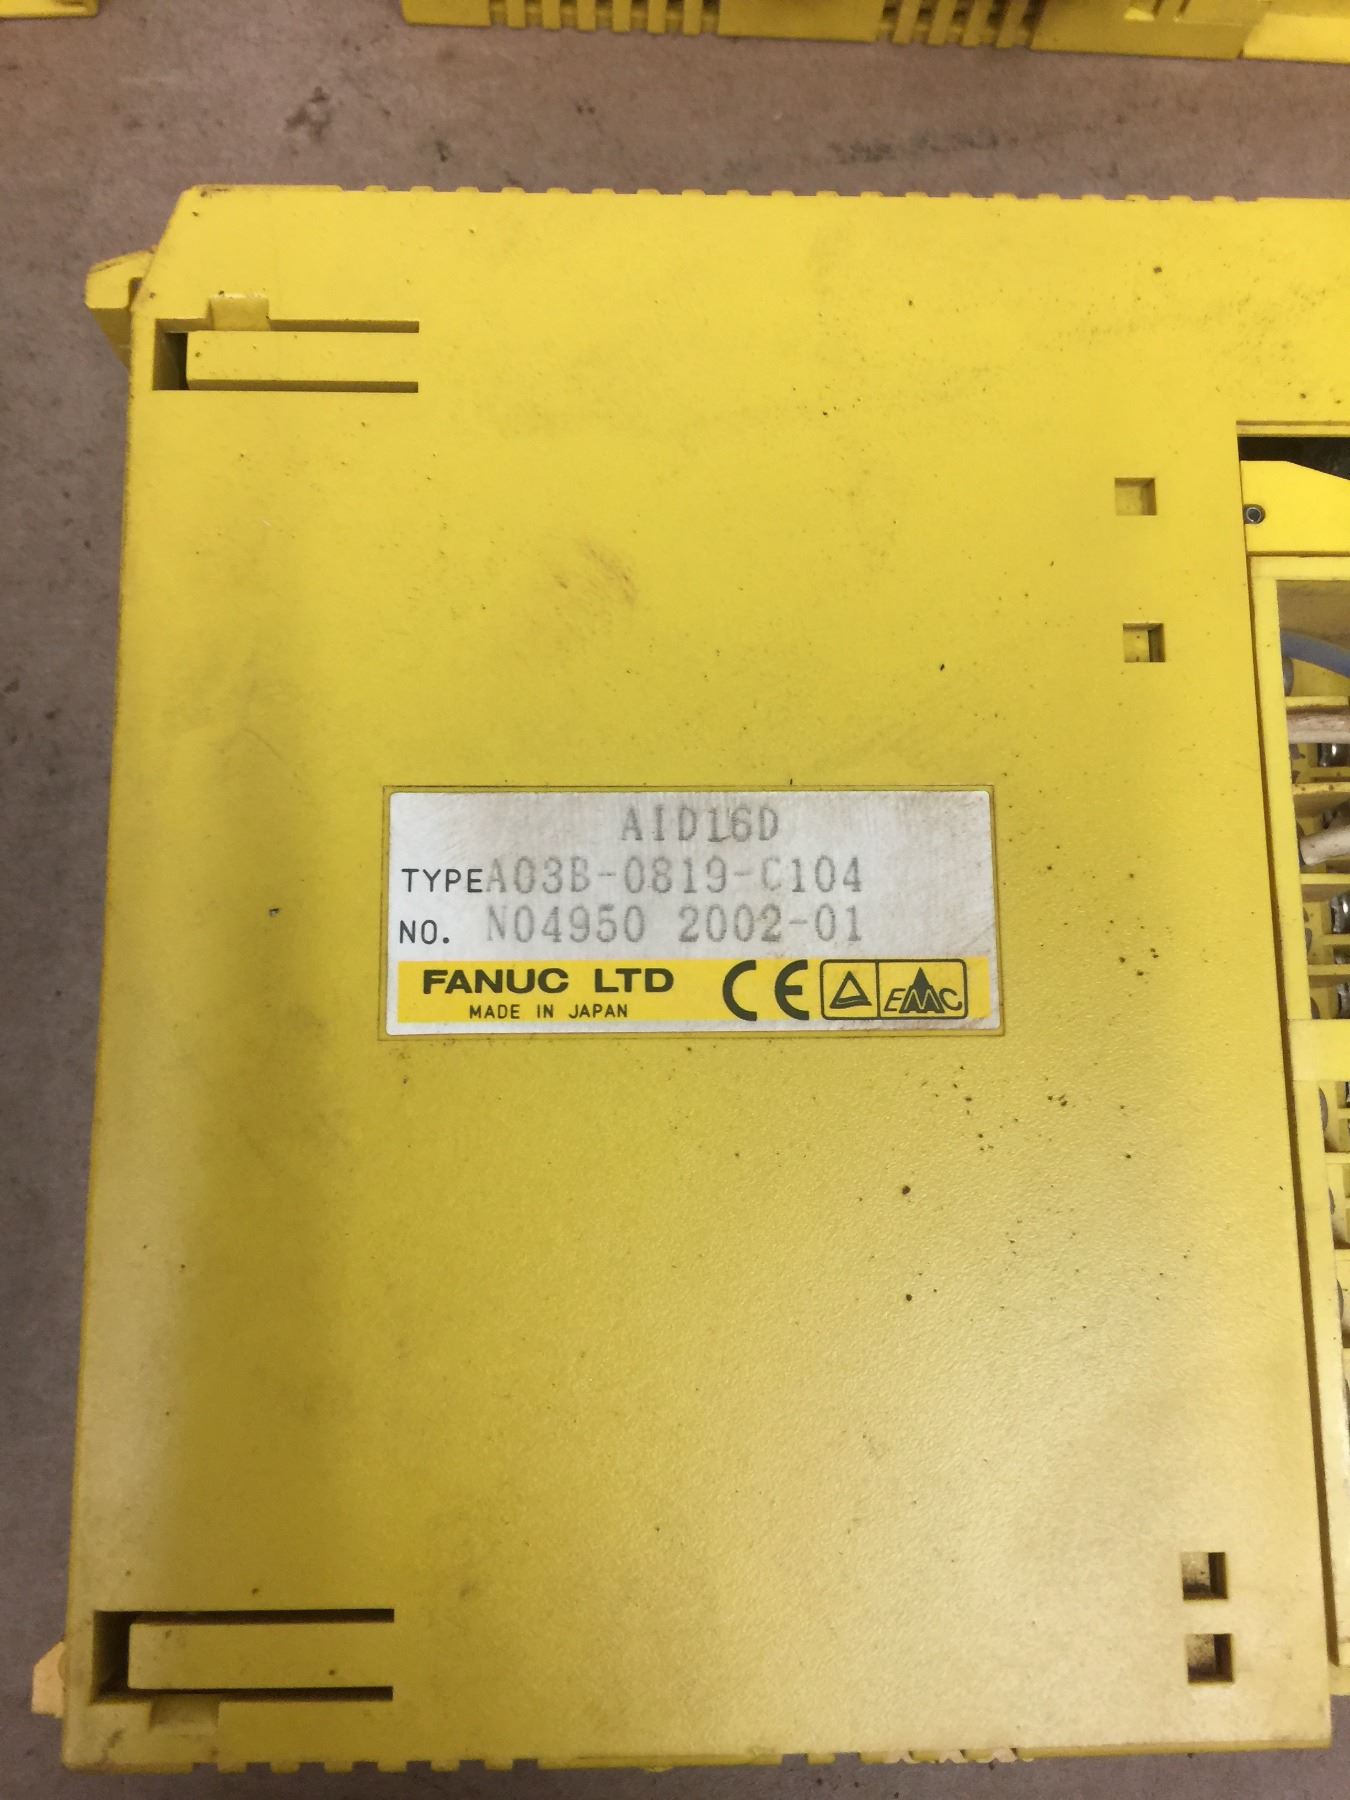 AID16D
TYPE A03B-0819-C104
NO. N04950 2002-01
FANUC LTD CE EMC
MADE IN JAPAN